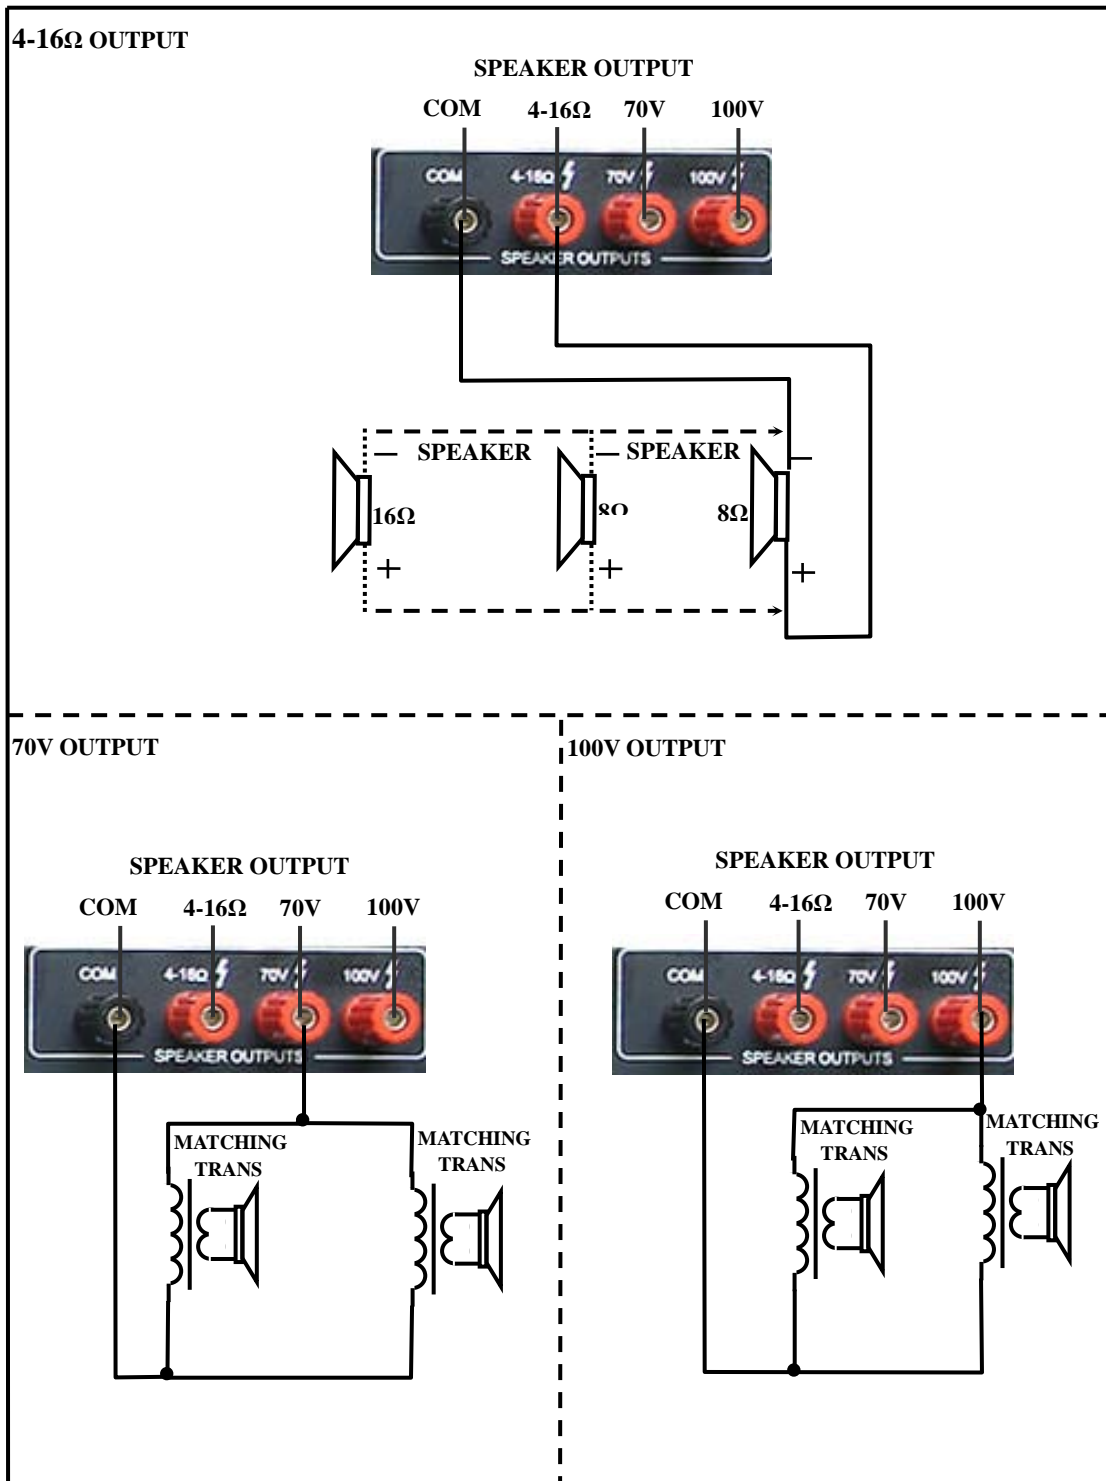 4-16Ω OUTPUT
SPEAKER OUTPUT
COM 4-16Ω 70V 100V
COM 4-16Ω 70V 100V
SPEAKER OUTPUTS
— SPEAKER — SPEAKER —
16Ω 8Ω 8Ω
+ + +
70V OUTPUT
SPEAKER OUTPUT
COM 4-16Ω 70V 100V
COM 4-16Ω 70V 100V
SPEAKER OUTPUTS
MATCHING
TRANS
MATCHING
TRANS
100V OUTPUT
SPEAKER OUTPUT
COM 4-16Ω 70V 100V
COM 4-16Ω 70V 100V
SPEAKER OUTPUTS
MATCHING
TRANS
MATCHING
TRANS